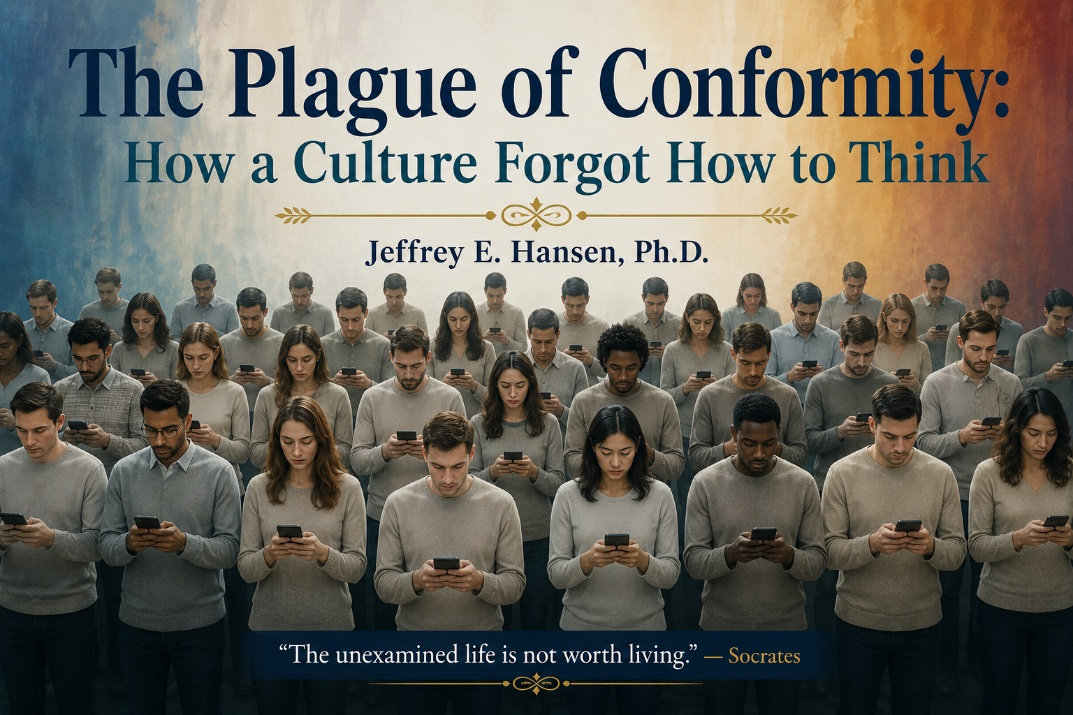 The Plague of Conformity:
How a Culture Forgot How to Think
Jeffrey E. Hansen, Ph.D.
“The unexamined life is not worth living.” — Socrates